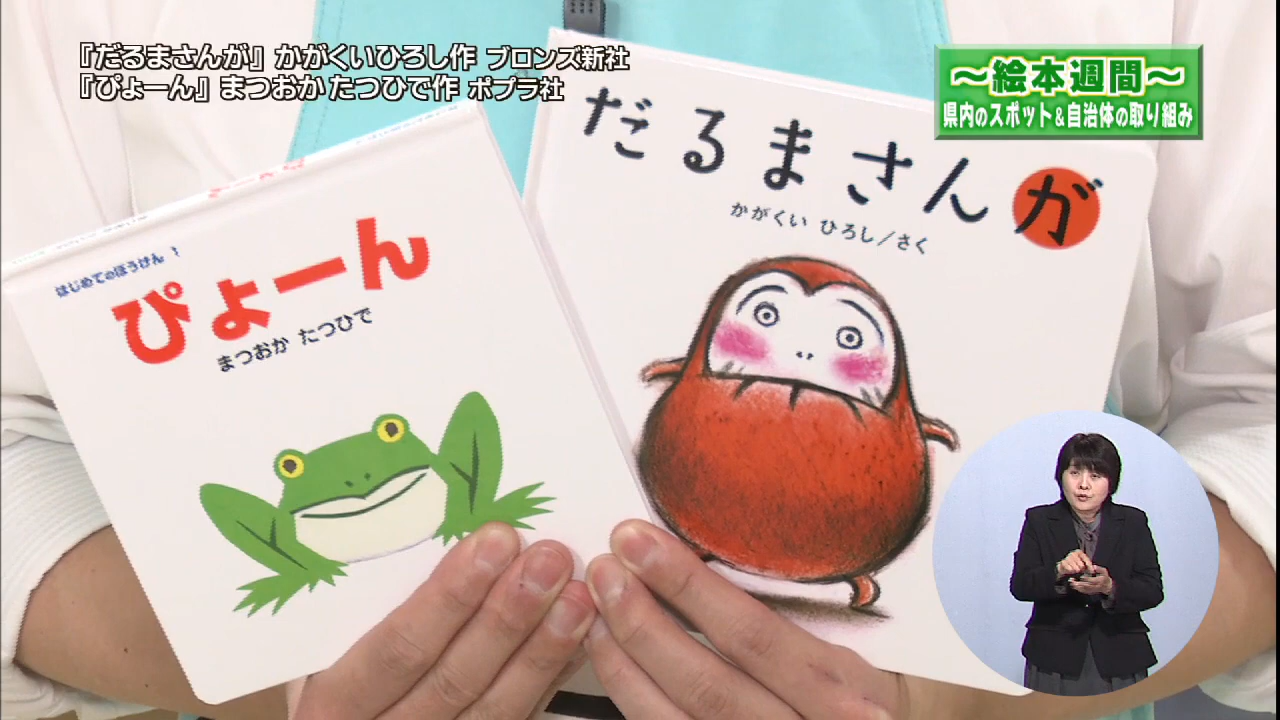 『だるまさんが』 かがくいひろし作 ブロンズ新社
『ぴょーん』 まつおか たつひで作 ポプラ社
～絵本週間～
県内のスポット&自治体の取り組み
だるまさんが
かがくい ひろし／さく
はじめてのぼうけん 1
ぴょーん
まつおか たつひで